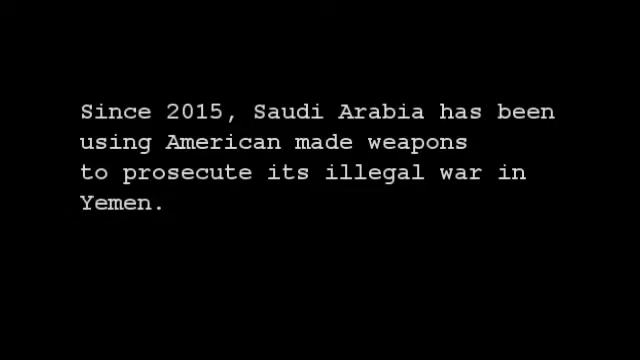 Since 2015, Saudi Arabia has been
using American made weapons
to prosecute its illegal war in
Yemen.